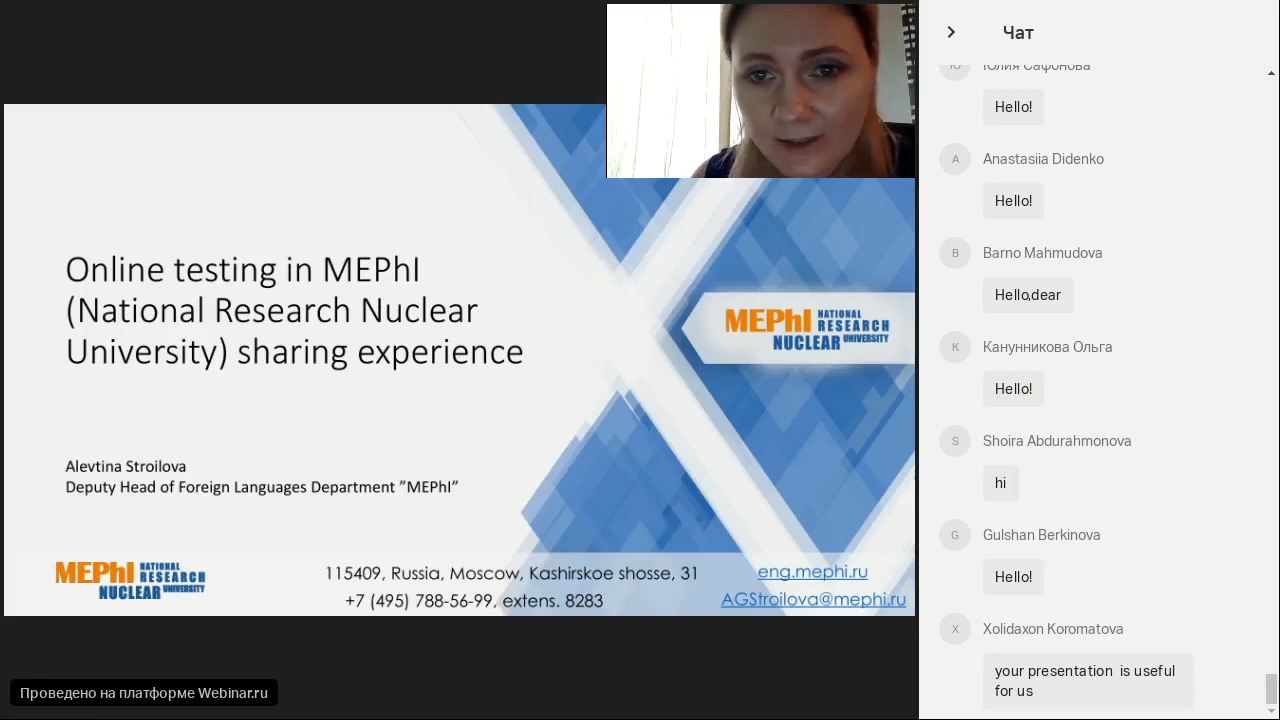 Online testing in MEPhI
(National Research Nuclear
University) sharing experience
Alevtina Stroilova
Deputy Head of Foreign Languages Department ”MEPhI”
MEPhI NATIONAL
RESEARCH
NUCLEAR UNIVERSITY
MEPhI NATIONAL
RESEARCH
NUCLEAR UNIVERSITY
115409, Russia, Moscow, Kashirskoe shosse, 31
+7 (495) 788-56-99, extens. 8283
eng.mephi.ru
AGStroilova@mephi.ru
Проведено на платформе Webinar.ru
Чат
Ю
Юлия Сафонова
Hello!
A
Anastasiia Didenko
Hello!
B
Barno Mahmudova
Hello,dear
К
Канунникова Ольга
Hello!
S
Shoira Abdurahmonova
hi
G
Gulshan Berkinova
Hello!
X
Xolidaxon Koromatova
your presentation is useful
for us